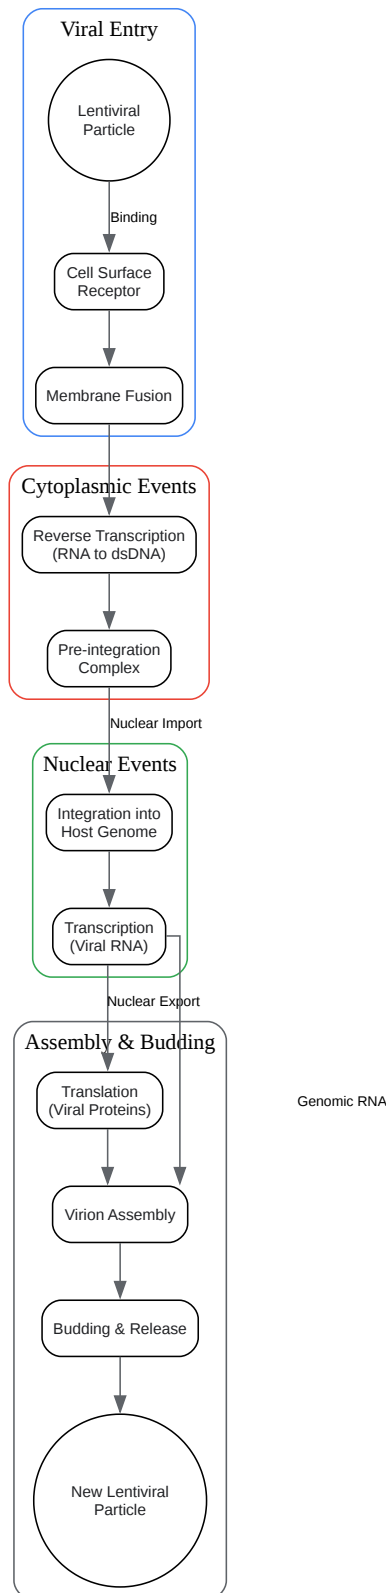 Viral Entry
Lentiviral
Particle
Binding
Cell Surface
Receptor
Membrane Fusion
Cytoplasmic Events
Reverse Transcription
(RNA to dsDNA)
Pre-integration
Complex
Nuclear Import
Nuclear Events
Integration into
Host Genome
Transcription
(Viral RNA)
Nuclear Export
Assembly & Budding
Translation
(Viral Proteins)
Genomic RNA
Virion Assembly
Budding & Release
New Lentiviral
Particle